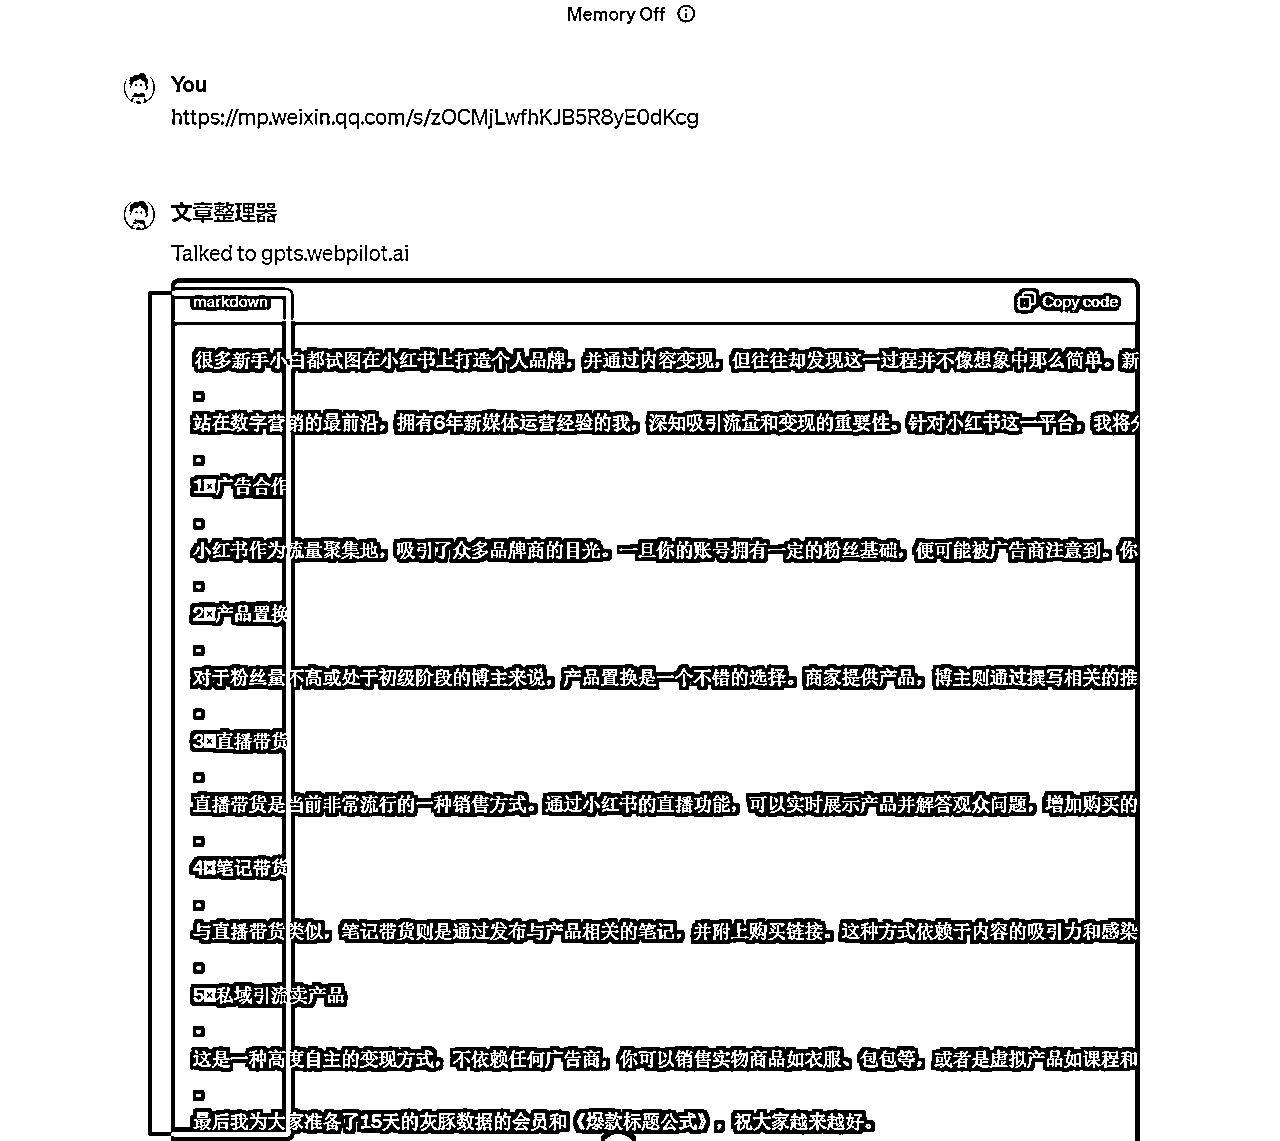 Memory Off
You
https://mp.weixin.qq.com/s/zOCMjLwfhKJB5R8yE0dKcg
文章整理器
Talked to gpts.webpilot.ai
markdown
Copy code
很多新手小白都试图在小红书上打造个人品牌，并通过内容变现，但往往却发现这一过程并不像想象中那么简单。新
站在数字营销的最前沿，拥有6年新媒体运营经验的我，深知吸引流量和变现的重要性。针对小红书这一平台，我将
1 广告合作
小红书作为流量聚集地，吸引了众多品牌商的目光。一旦你的账号拥有一定的粉丝基础，便可能被广告商注意到。你
2 产品置换
对于粉丝量不高或处于初级阶段的博主来说，产品置换是一个不错的选择。商家提供产品，博主则通过撰写相关的推
3 直播带货
直播带货是当前非常流行的一种销售方式。通过小红书的直播功能，可以实时展示产品并解答观众问题，增加购买的
4 笔记带货
与直播带货类似，笔记带货则是通过发布与产品相关的笔记，并附上购买链接。这种方式依赖于内容的吸引力和感染
5 私域引流卖产品
这是一种高度自主的变现方式，不依赖任何广告商，你可以销售实物商品如衣服、包包等，或者是虚拟产品如课程和
最后我为大家准备了15天的灰豚数据的会员和《爆款标题公式》，祝大家越来越好。